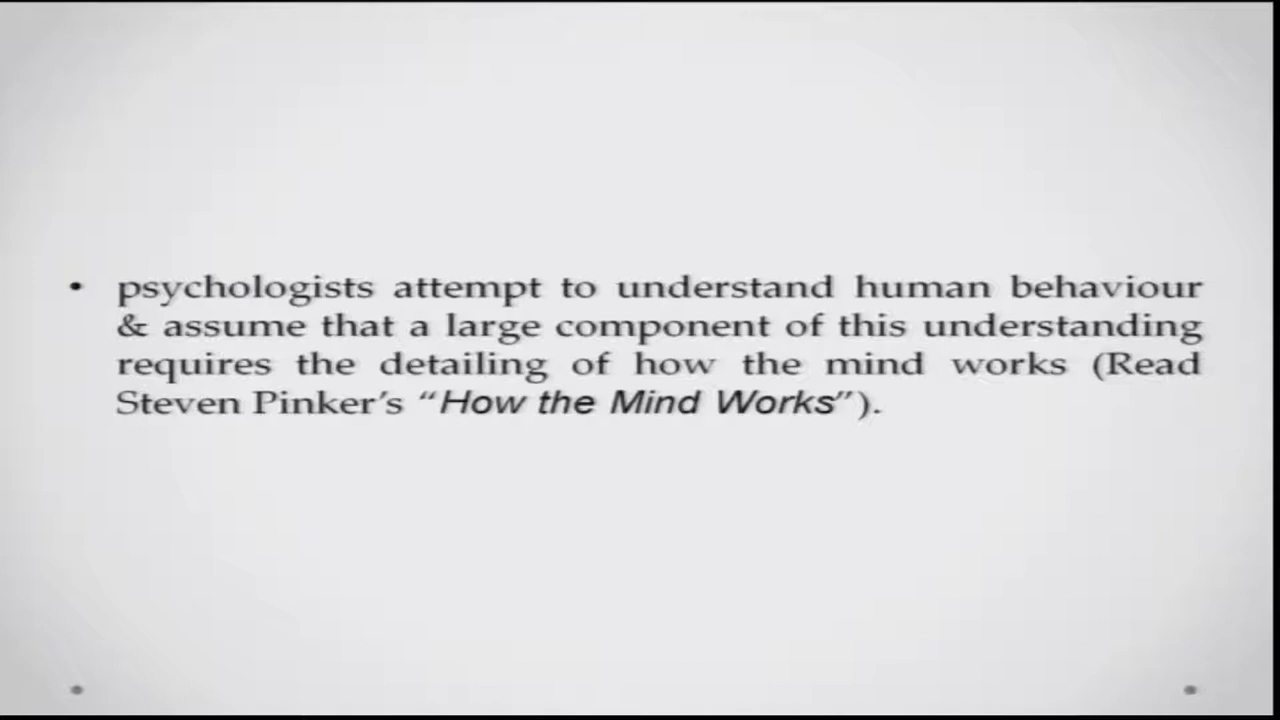 • psychologists attempt to understand human behaviour
& assume that a large component of this understanding
requires the detailing of how the mind works (Read
Steven Pinker's “How the Mind Works”).